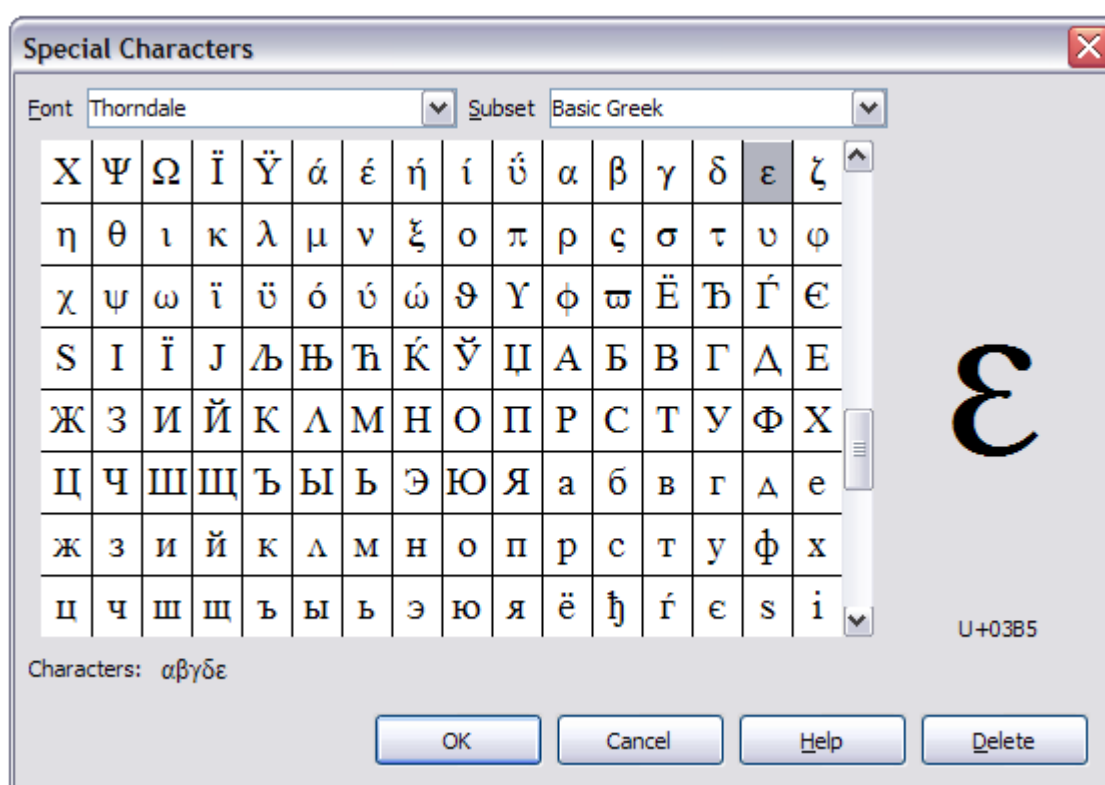 Special Characters
Font Thorndale Subset Basic Greek
Χ Ψ Ω Ϊ Ϋ ά έ ή ί ΰ α β γ δ ε ζ
η θ ι κ λ μ ν ξ ο π ρ ς σ τ υ φ
χ ψ ω ϊ ϋ ό ύ ώ ϑ ϒ ϕ ϖ Ё Ђ Ѓ Є
Ѕ І Ї Ј Љ Њ Ћ Ќ Ў Џ А Б В Г Д Е
Ж З И Й К Л М Н О П Р С Т У Ф Х
Ц Ч Ш Щ Ъ Ы Ь Э Ю Я а б в г д е
ж з и й к л м н о п р с т у ф х
ц ч ш щ ъ ы ь э ю я ё ђ ѓ є ѕ і
ε
U+03B5
Characters: αβγδε
OK Cancel Help Delete